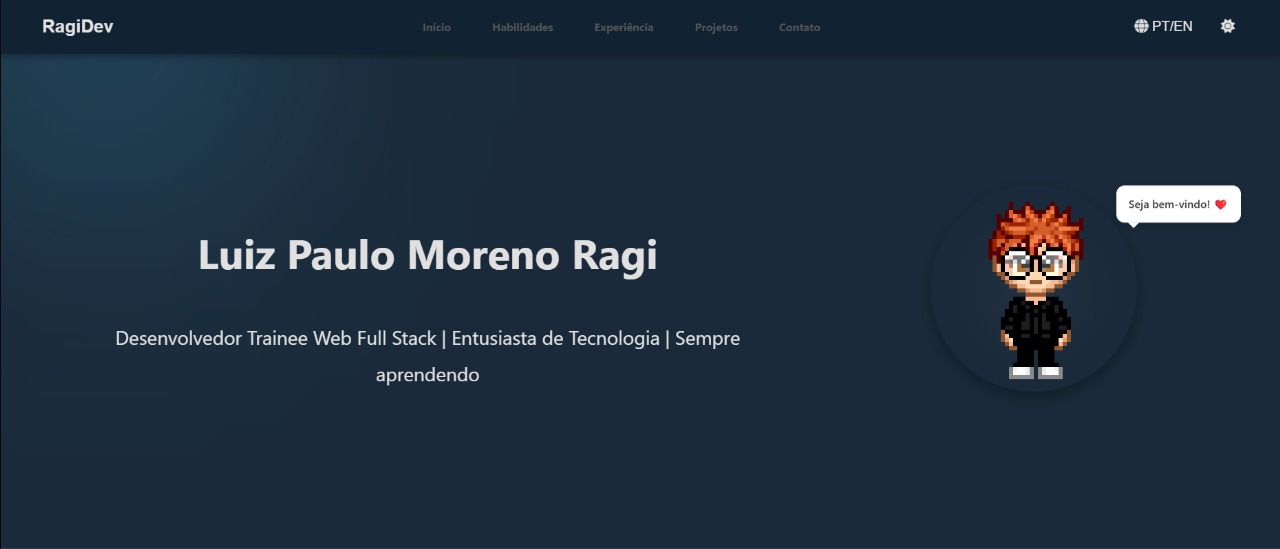 RagiDev
Início Habilidades Experiência Projetos Contato
PT/EN
Seja bem-vindo! ❤️
Luiz Paulo Moreno Ragi
Desenvolvedor Trainee Web Full Stack | Entusiasta de Tecnologia | Sempre
aprendendo